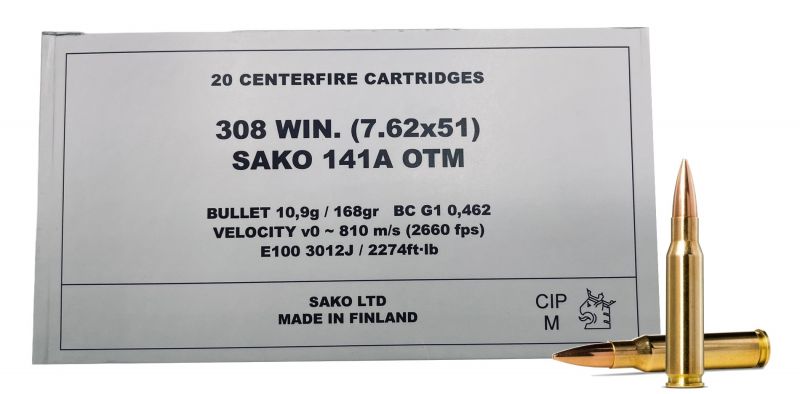 20 CENTERFIRE CARTRIDGES
308 WIN. (7.62x51)
SAKO 141A OTM
BULLET 10,9g / 168gr BC G1 0,462
VELOCITY v0 ~ 810 m/s (2660 fps)
E100 3012J / 2274ft·lb
SAKO LTD
MADE IN FINLAND
CIP
M